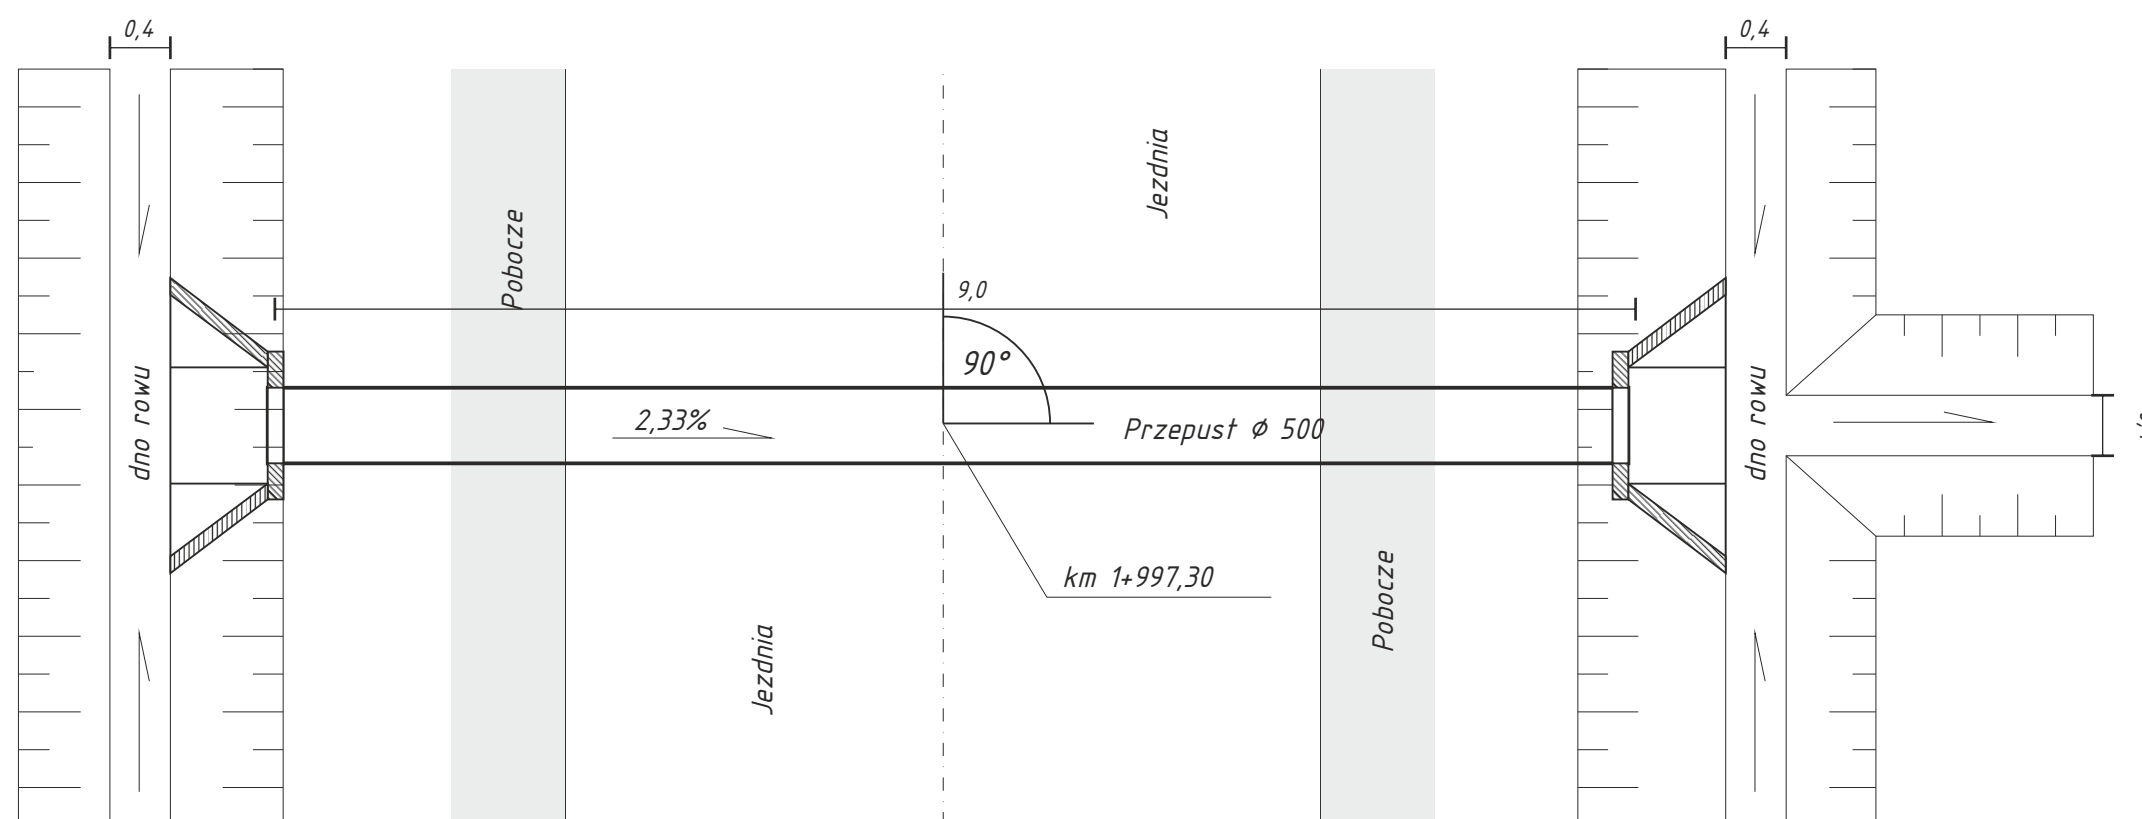 0,4
0,4
Jezdnia
Pobocze
9,0
90°
dno rowu
2,33%
Przepust Ø 500
dno rowu
km 1+997,30
Pobocze
Jezdnia